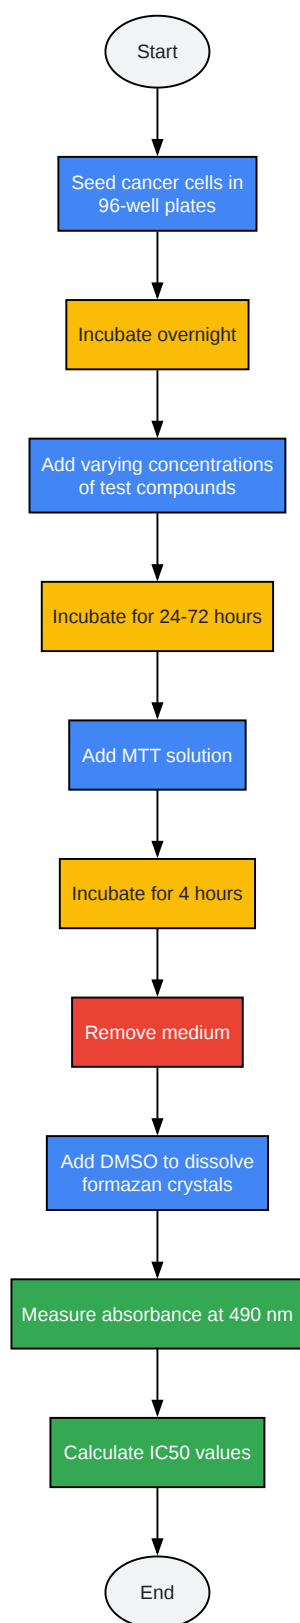 Start
Seed cancer cells in
96-well plates
Incubate overnight
Add varying concentrations
of test compounds
Incubate for 24-72 hours
Add MTT solution
Incubate for 4 hours
Remove medium
Add DMSO to dissolve
formazan crystals
Measure absorbance at 490 nm
Calculate IC50 values
End